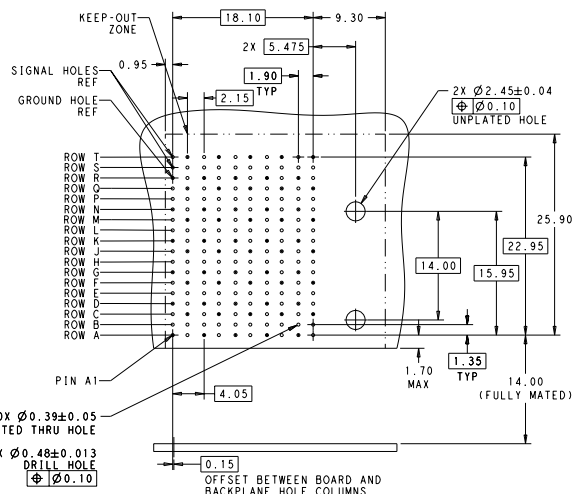 KEEP-OUT
ZONE
18.10
9.30
2X 5.475
0.95
SIGNAL HOLES
REF
1.90
TYP
GROUND HOLE
REF
2.15
2X Ø2.45±0.04
⌖ Ø0.10
UNPLATED HOLE
ROW T
ROW S
ROW R
ROW Q
ROW P
ROW N
ROW M
ROW L
ROW K
ROW J
ROW H
ROW G
ROW F
ROW E
ROW D
ROW C
ROW B
ROW A
25.90
22.95
15.95
14.00
PIN A1
1.70
MAX
1.35
TYP
14.00
(FULLY MATED)
4.05
0X Ø0.39±0.05
TED THRU HOLE
X Ø0.48±0.013
DRILL HOLE
⌖ Ø0.10
0.15
OFFSET BETWEEN BOARD AND
BACKPLANE HOLE COLUMNS